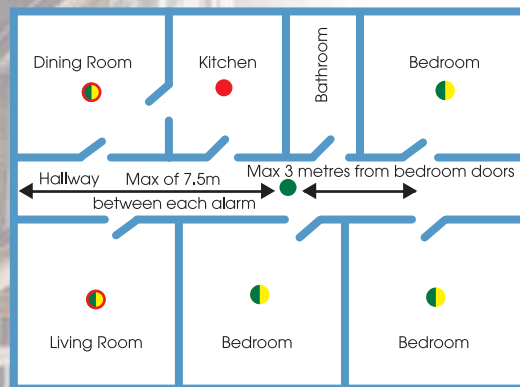 Dining Room
Kitchen
Bathroom
Bedroom
Hallway
Max of 7.5m
between each alarm
Max 3 metres from bedroom doors
Living Room
Bedroom
Bedroom